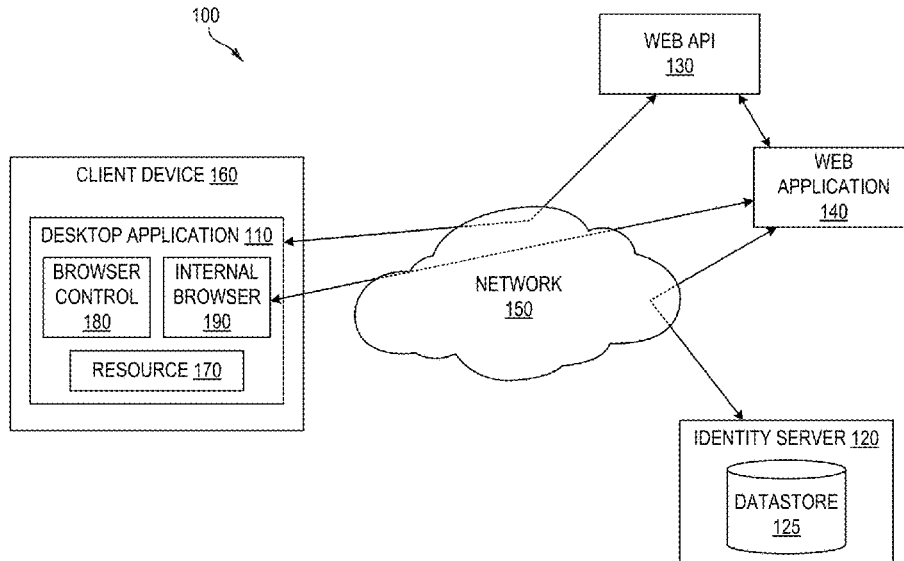 100
WEB API
130
CLIENT DEVICE 160
WEB
APPLICATION
140
DESKTOP APPLICATION 110
BROWSER
CONTROL
180
INTERNAL
BROWSER
190
RESOURCE 170
NETWORK
150
IDENTITY SERVER 120
DATASTORE
125